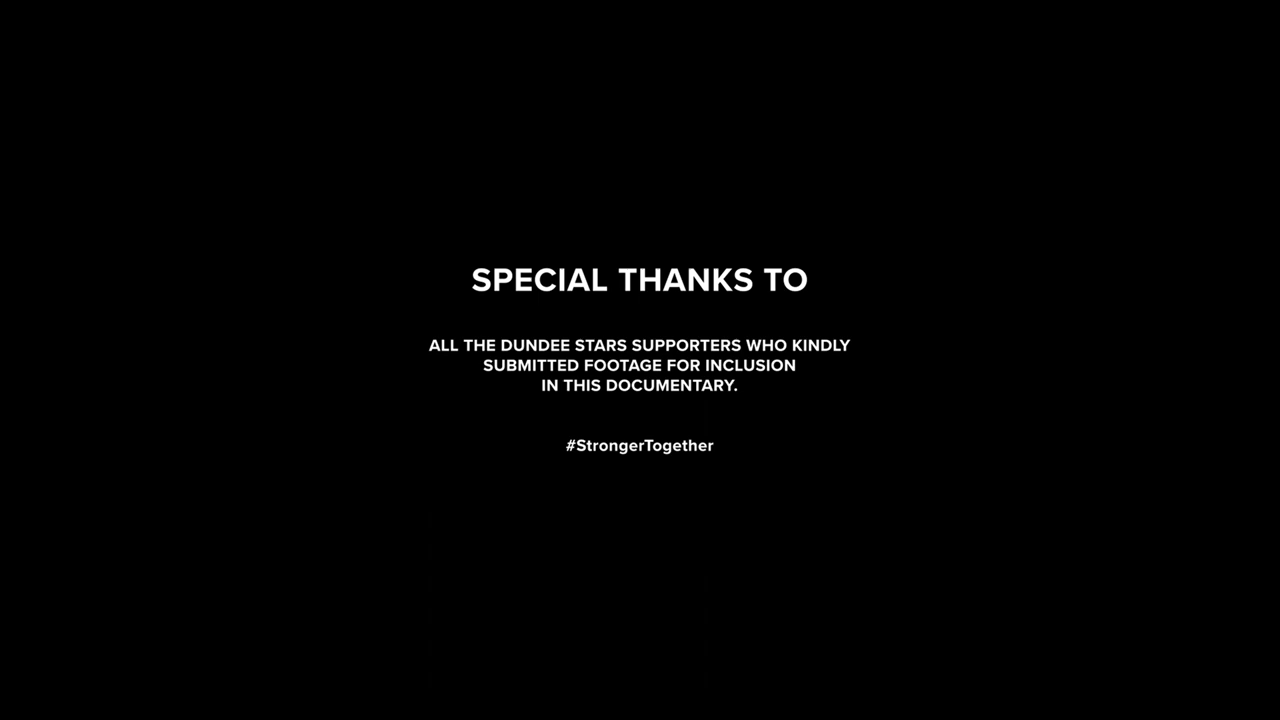 SPECIAL THANKS TO
ALL THE DUNDEE STARS SUPPORTERS WHO KINDLY
SUBMITTED FOOTAGE FOR INCLUSION
IN THIS DOCUMENTARY.
#StrongerTogether